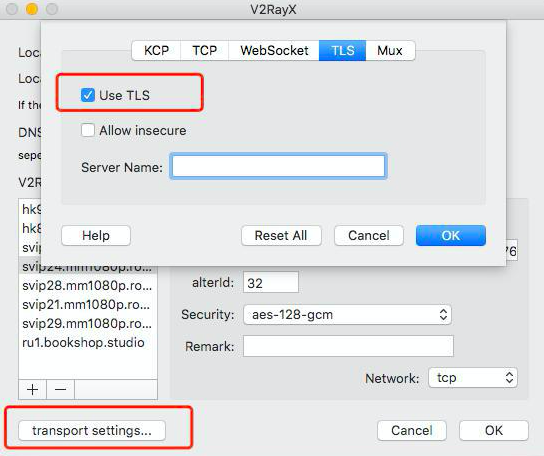 V2RayX
KCP TCP WebSocket TLS Mux
Loca
Use TLS
Loca
If the
Allow insecure
DNS
sepe
Server Name:
V2Ra
hk9
hk8
Help Reset All Cancel OK
svip
76
svip24.mm1080p.ro...
alterId: 32
svip28.mm1080p.ro...
svip21.mm1080p.ro...
Security: aes-128-gcm
svip29.mm1080p.ro...
ru1.bookshop.studio
Remark:
Network: tcp
+ −
transport settings...
Cancel OK